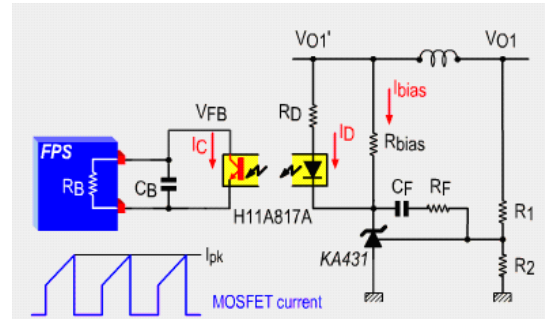 VO1'
VO1
Ibias
RD
ID
Rbias
VFB
IC
FPS
RB
CB
CF
RF
R1
H11A817A
KA431
R2
Ipk
MOSFET current